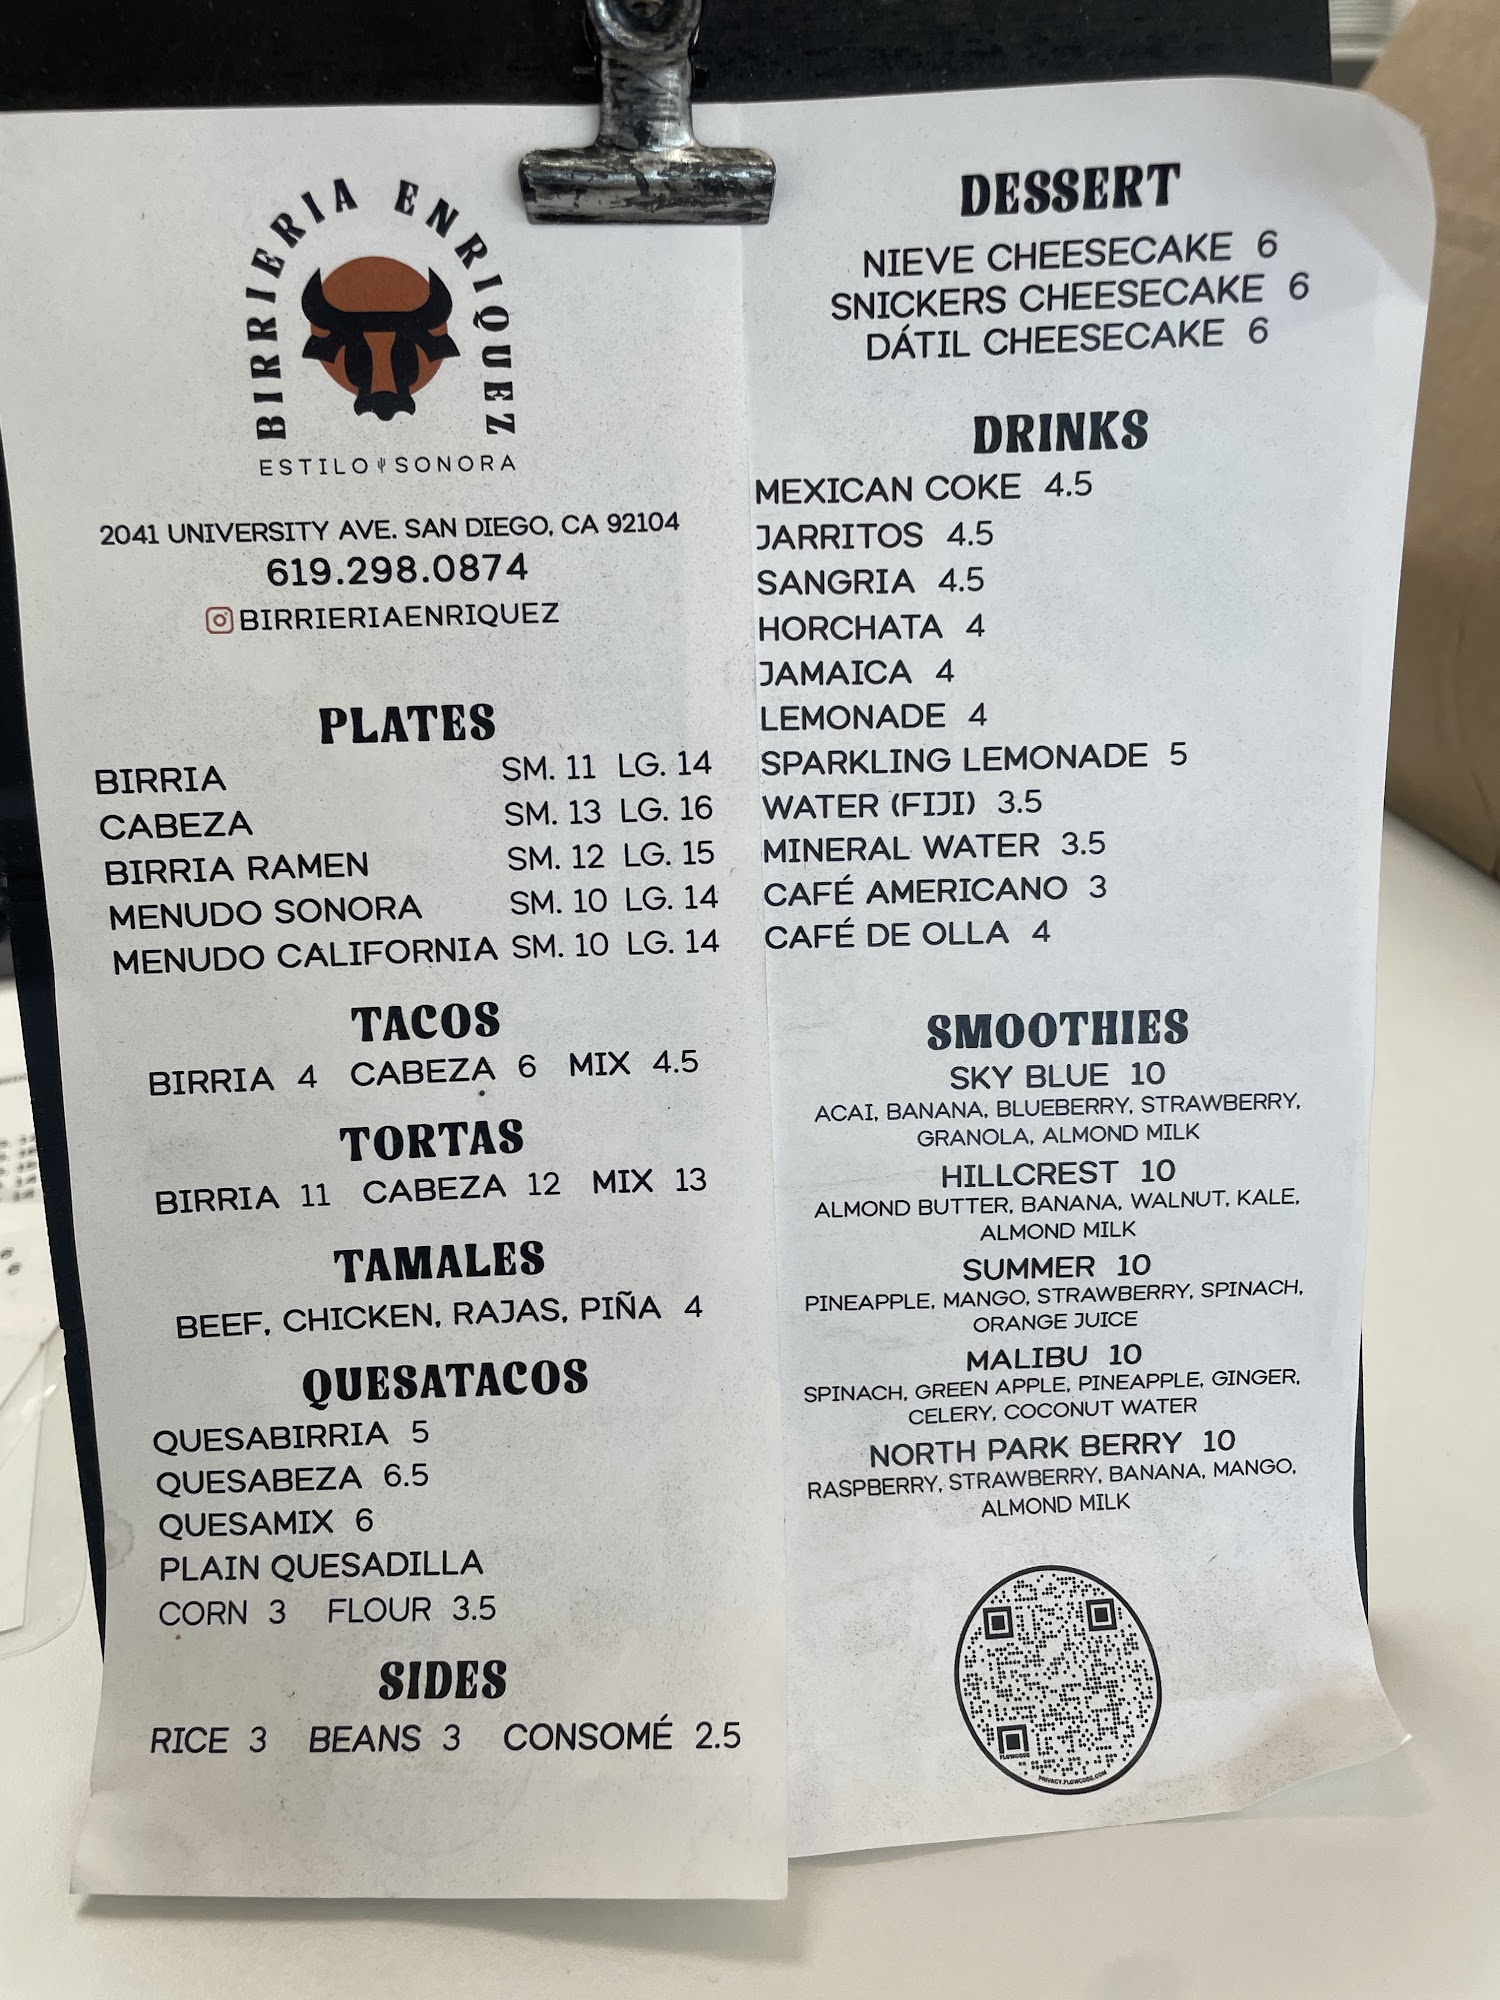 BIRRIERIA ENRIQUEZ
ESTILO SONORA
2041 UNIVERSITY AVE. SAN DIEGO, CA 92104
619.298.0874
BIRRIERIAENRIQUEZ
PLATES
BIRRIA SM. 11 LG. 14
CABEZA SM. 13 LG. 16
BIRRIA RAMEN SM. 12 LG. 15
MENUDO SONORA SM. 10 LG. 14
MENUDO CALIFORNIA SM. 10 LG. 14
TACOS
BIRRIA 4 CABEZA 6 MIX 4.5
TORTAS
BIRRIA 11 CABEZA 12 MIX 13
TAMALES
BEEF, CHICKEN, RAJAS, PIÑA 4
QUESATACOS
QUESABIRRIA 5
QUESABEZA 6.5
QUESAMIX 6
PLAIN QUESADILLA
CORN 3 FLOUR 3.5
SIDES
RICE 3 BEANS 3 CONSOMÉ 2.5
DESSERT
NIEVE CHEESECAKE 6
SNICKERS CHEESECAKE 6
DÁTIL CHEESECAKE 6
DRINKS
MEXICAN COKE 4.5
JARRITOS 4.5
SANGRIA 4.5
HORCHATA 4
JAMAICA 4
LEMONADE 4
SPARKLING LEMONADE 5
WATER (FIJI) 3.5
MINERAL WATER 3.5
CAFÉ AMERICANO 3
CAFÉ DE OLLA 4
SMOOTHIES
SKY BLUE 10
ACAI, BANANA, BLUEBERRY, STRAWBERRY,
GRANOLA, ALMOND MILK
HILLCREST 10
ALMOND BUTTER, BANANA, WALNUT, KALE,
ALMOND MILK
SUMMER 10
PINEAPPLE, MANGO, STRAWBERRY, SPINACH,
ORANGE JUICE
MALIBU 10
SPINACH, GREEN APPLE, PINEAPPLE, GINGER,
CELERY, COCONUT WATER
NORTH PARK BERRY 10
RASPBERRY, STRAWBERRY, BANANA, MANGO,
ALMOND MILK
FLOWCODE
PRIVACY.FLOWCODE.COM